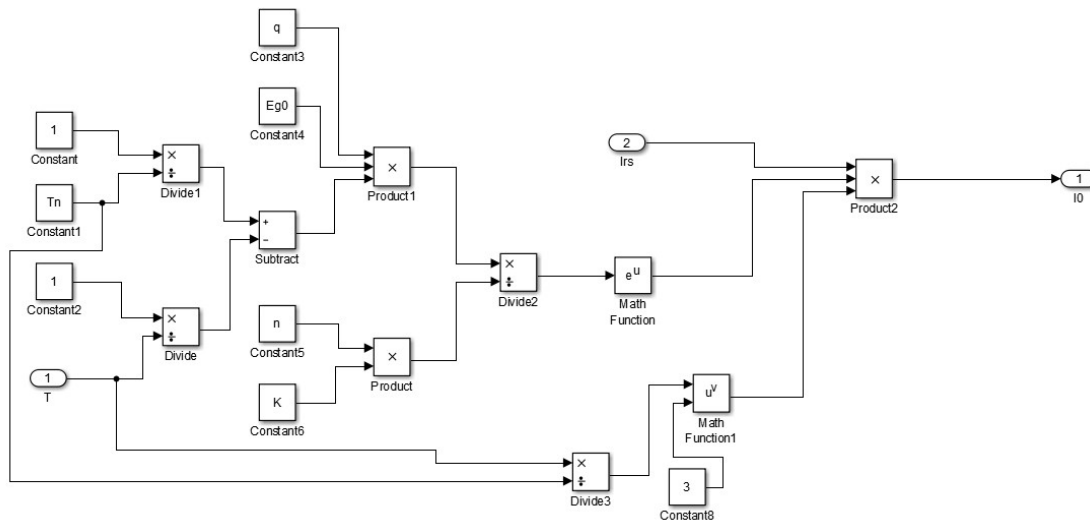 q
Constant3
Eg0
Constant4
1
Constant
×
÷
Divide1
Tn
Constant1
×
Product1
+
−
Subtract
2
Irs
×
Product2
1
I0
1
Constant2
×
÷
Divide
×
÷
Divide2
e^u
Math
Function
n
Constant5
×
Product
1
T
K
Constant6
u^v
Math
Function1
×
÷
Divide3
3
Constant8